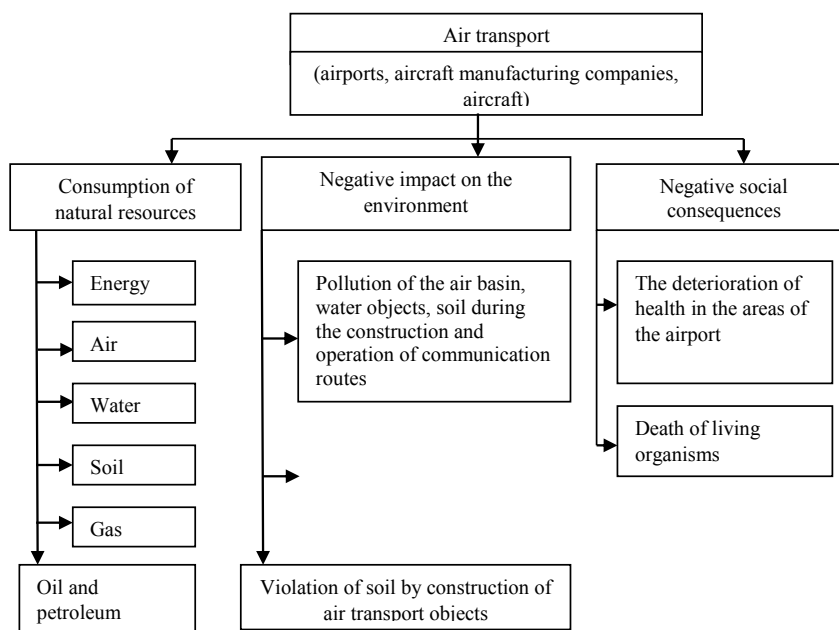 Air transport
(airports, aircraft manufacturing companies,
aircraft)
Consumption of
natural resources
Negative impact on the
environment
Negative social
consequences
Energy
Air
Water
Soil
Gas
Oil and
petroleum
Pollution of the air basin,
water objects, soil during
the construction and
operation of communication
routes
Violation of soil by construction of
air transport objects
The deterioration of
health in the areas of
the airport
Death of living
organisms